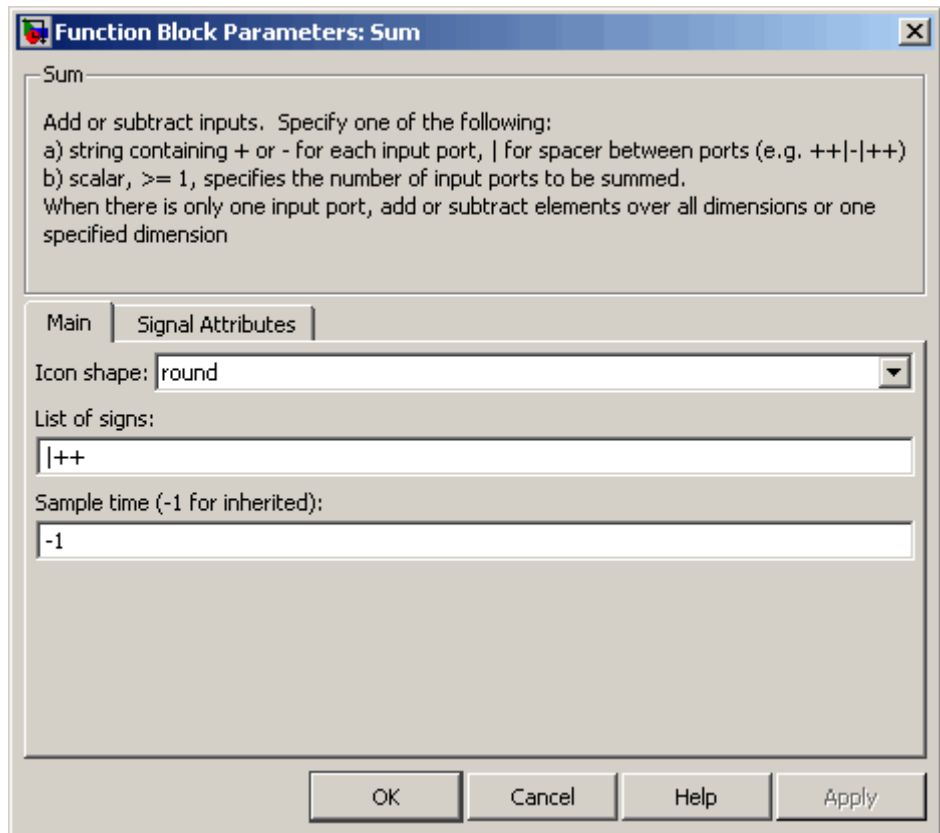 Function Block Parameters: Sum
Sum
Add or subtract inputs.  Specify one of the following:
a) string containing + or - for each input port, | for spacer between ports (e.g. ++|-|++)
b) scalar, >= 1, specifies the number of input ports to be summed.
When there is only one input port, add or subtract elements over all dimensions or one
specified dimension
Main Signal Attributes
Icon shape: round
List of signs:
|++
Sample time (-1 for inherited):
-1
OK Cancel Help Apply